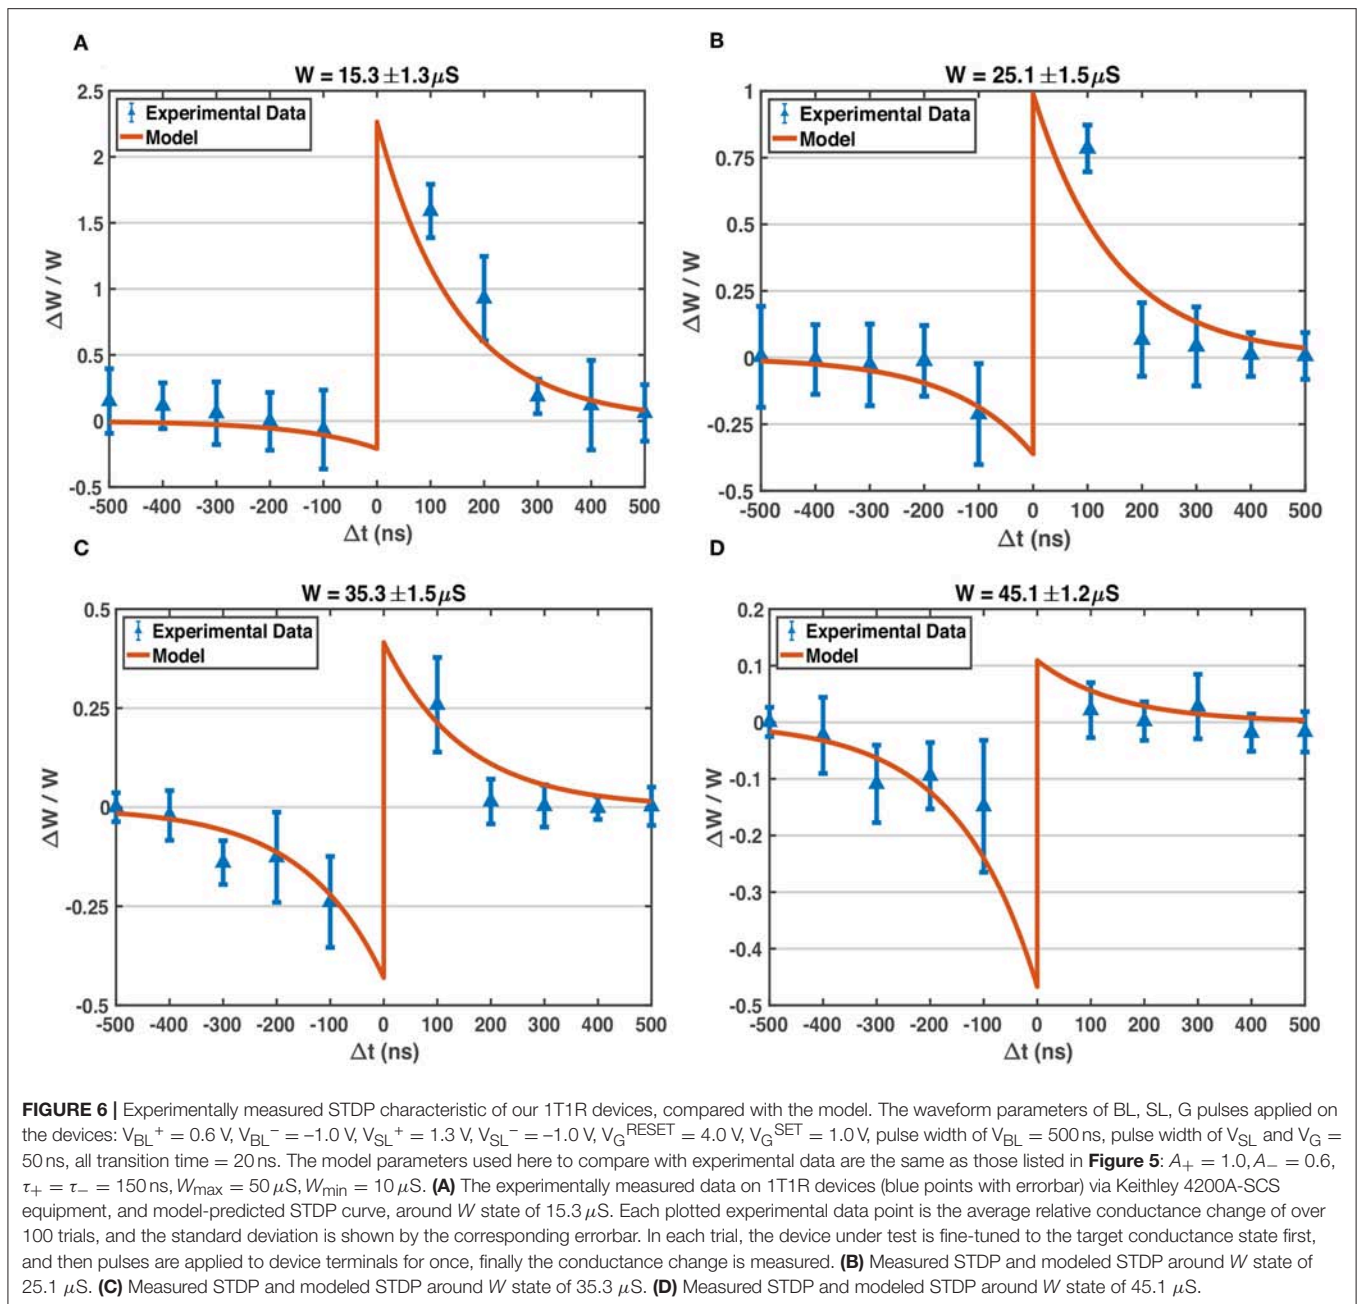 A
W = 15.3 ±1.3μS
2.5
2
1.5
1
0.5
0
-0.5
ΔW / W
Experimental Data
Model
-500 -400 -300 -200 -100 0 100 200 300 400 500
Δt (ns)
B
W = 25.1 ±1.5μS
1
0.75
0.5
0.25
0
-0.25
-0.5
ΔW / W
Experimental Data
Model
-500 -400 -300 -200 -100 0 100 200 300 400 500
Δt (ns)
C
W = 35.3 ±1.5μS
0.5
0.25
0
-0.25
-0.5
ΔW / W
Experimental Data
Model
-500 -400 -300 -200 -100 0 100 200 300 400 500
Δt (ns)
D
W = 45.1 ±1.2μS
0.2
0.1
0
-0.1
-0.2
-0.3
-0.4
-0.5
ΔW / W
Experimental Data
Model
-500 -400 -300 -200 -100 0 100 200 300 400 500
Δt (ns)
FIGURE 6 | Experimentally measured STDP characteristic of our 1T1R devices, compared with the model. The waveform parameters of BL, SL, G pulses applied on
the devices: V_BL^+ = 0.6 V, V_BL^− = −1.0 V, V_SL^+ = 1.3 V, V_SL^− = −1.0 V, V_G^RESET = 4.0 V, V_G^SET = 1.0 V, pulse width of V_BL = 500 ns, pulse width of V_SL and V_G =
50 ns, all transition time = 20 ns. The model parameters used here to compare with experimental data are the same as those listed in Figure 5: A_+ = 1.0, A_− = 0.6,
τ_+ = τ_− = 150 ns, W_max = 50 μS, W_min = 10 μS. (A) The experimentally measured data on 1T1R devices (blue points with errorbar) via Keithley 4200A-SCS
equipment, and model-predicted STDP curve, around W state of 15.3 μS. Each plotted experimental data point is the average relative conductance change of over
100 trials, and the standard deviation is shown by the corresponding errorbar. In each trial, the device under test is fine-tuned to the target conductance state first,
and then pulses are applied to device terminals for once, finally the conductance change is measured. (B) Measured STDP and modeled STDP around W state of
25.1 μS. (C) Measured STDP and modeled STDP around W state of 35.3 μS. (D) Measured STDP and modeled STDP around W state of 45.1 μS.